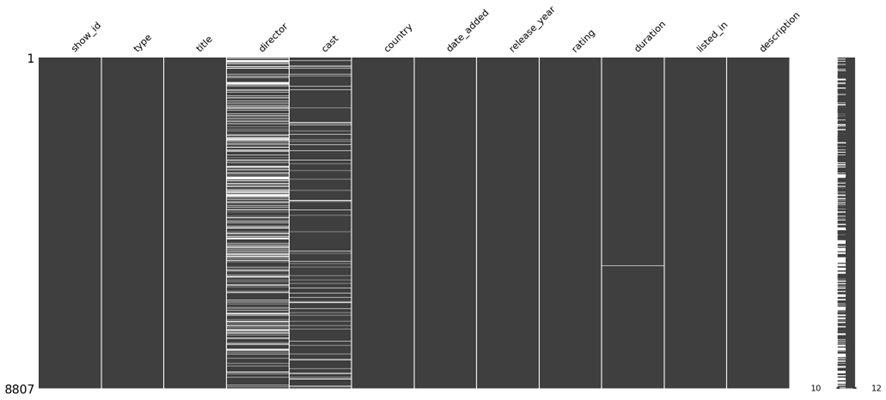 show_id type title director cast country date_added release_year rating duration listed_in description
1
8807
10 12